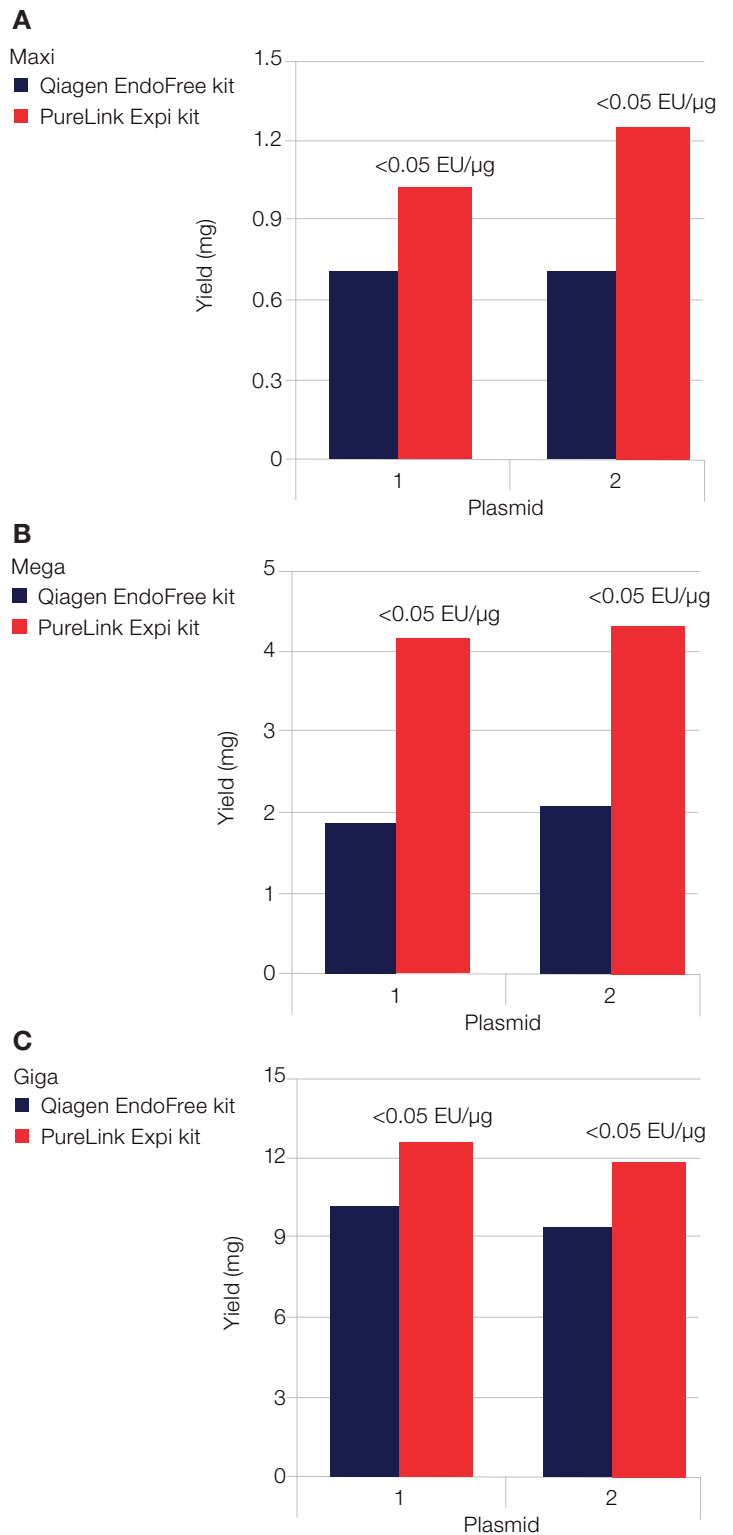 A
Maxi
Qiagen EndoFree kit
PureLink Expi kit
Yield (mg)
1.5
1.2
0.9
0.6
0.3
0
<0.05 EU/µg
<0.05 EU/µg
1
2
Plasmid
B
Mega
Qiagen EndoFree kit
PureLink Expi kit
Yield (mg)
5
4
3
2
1
0
<0.05 EU/µg
<0.05 EU/µg
1
2
Plasmid
C
Giga
Qiagen EndoFree kit
PureLink Expi kit
Yield (mg)
15
12
9
6
3
0
<0.05 EU/µg
<0.05 EU/µg
1
2
Plasmid